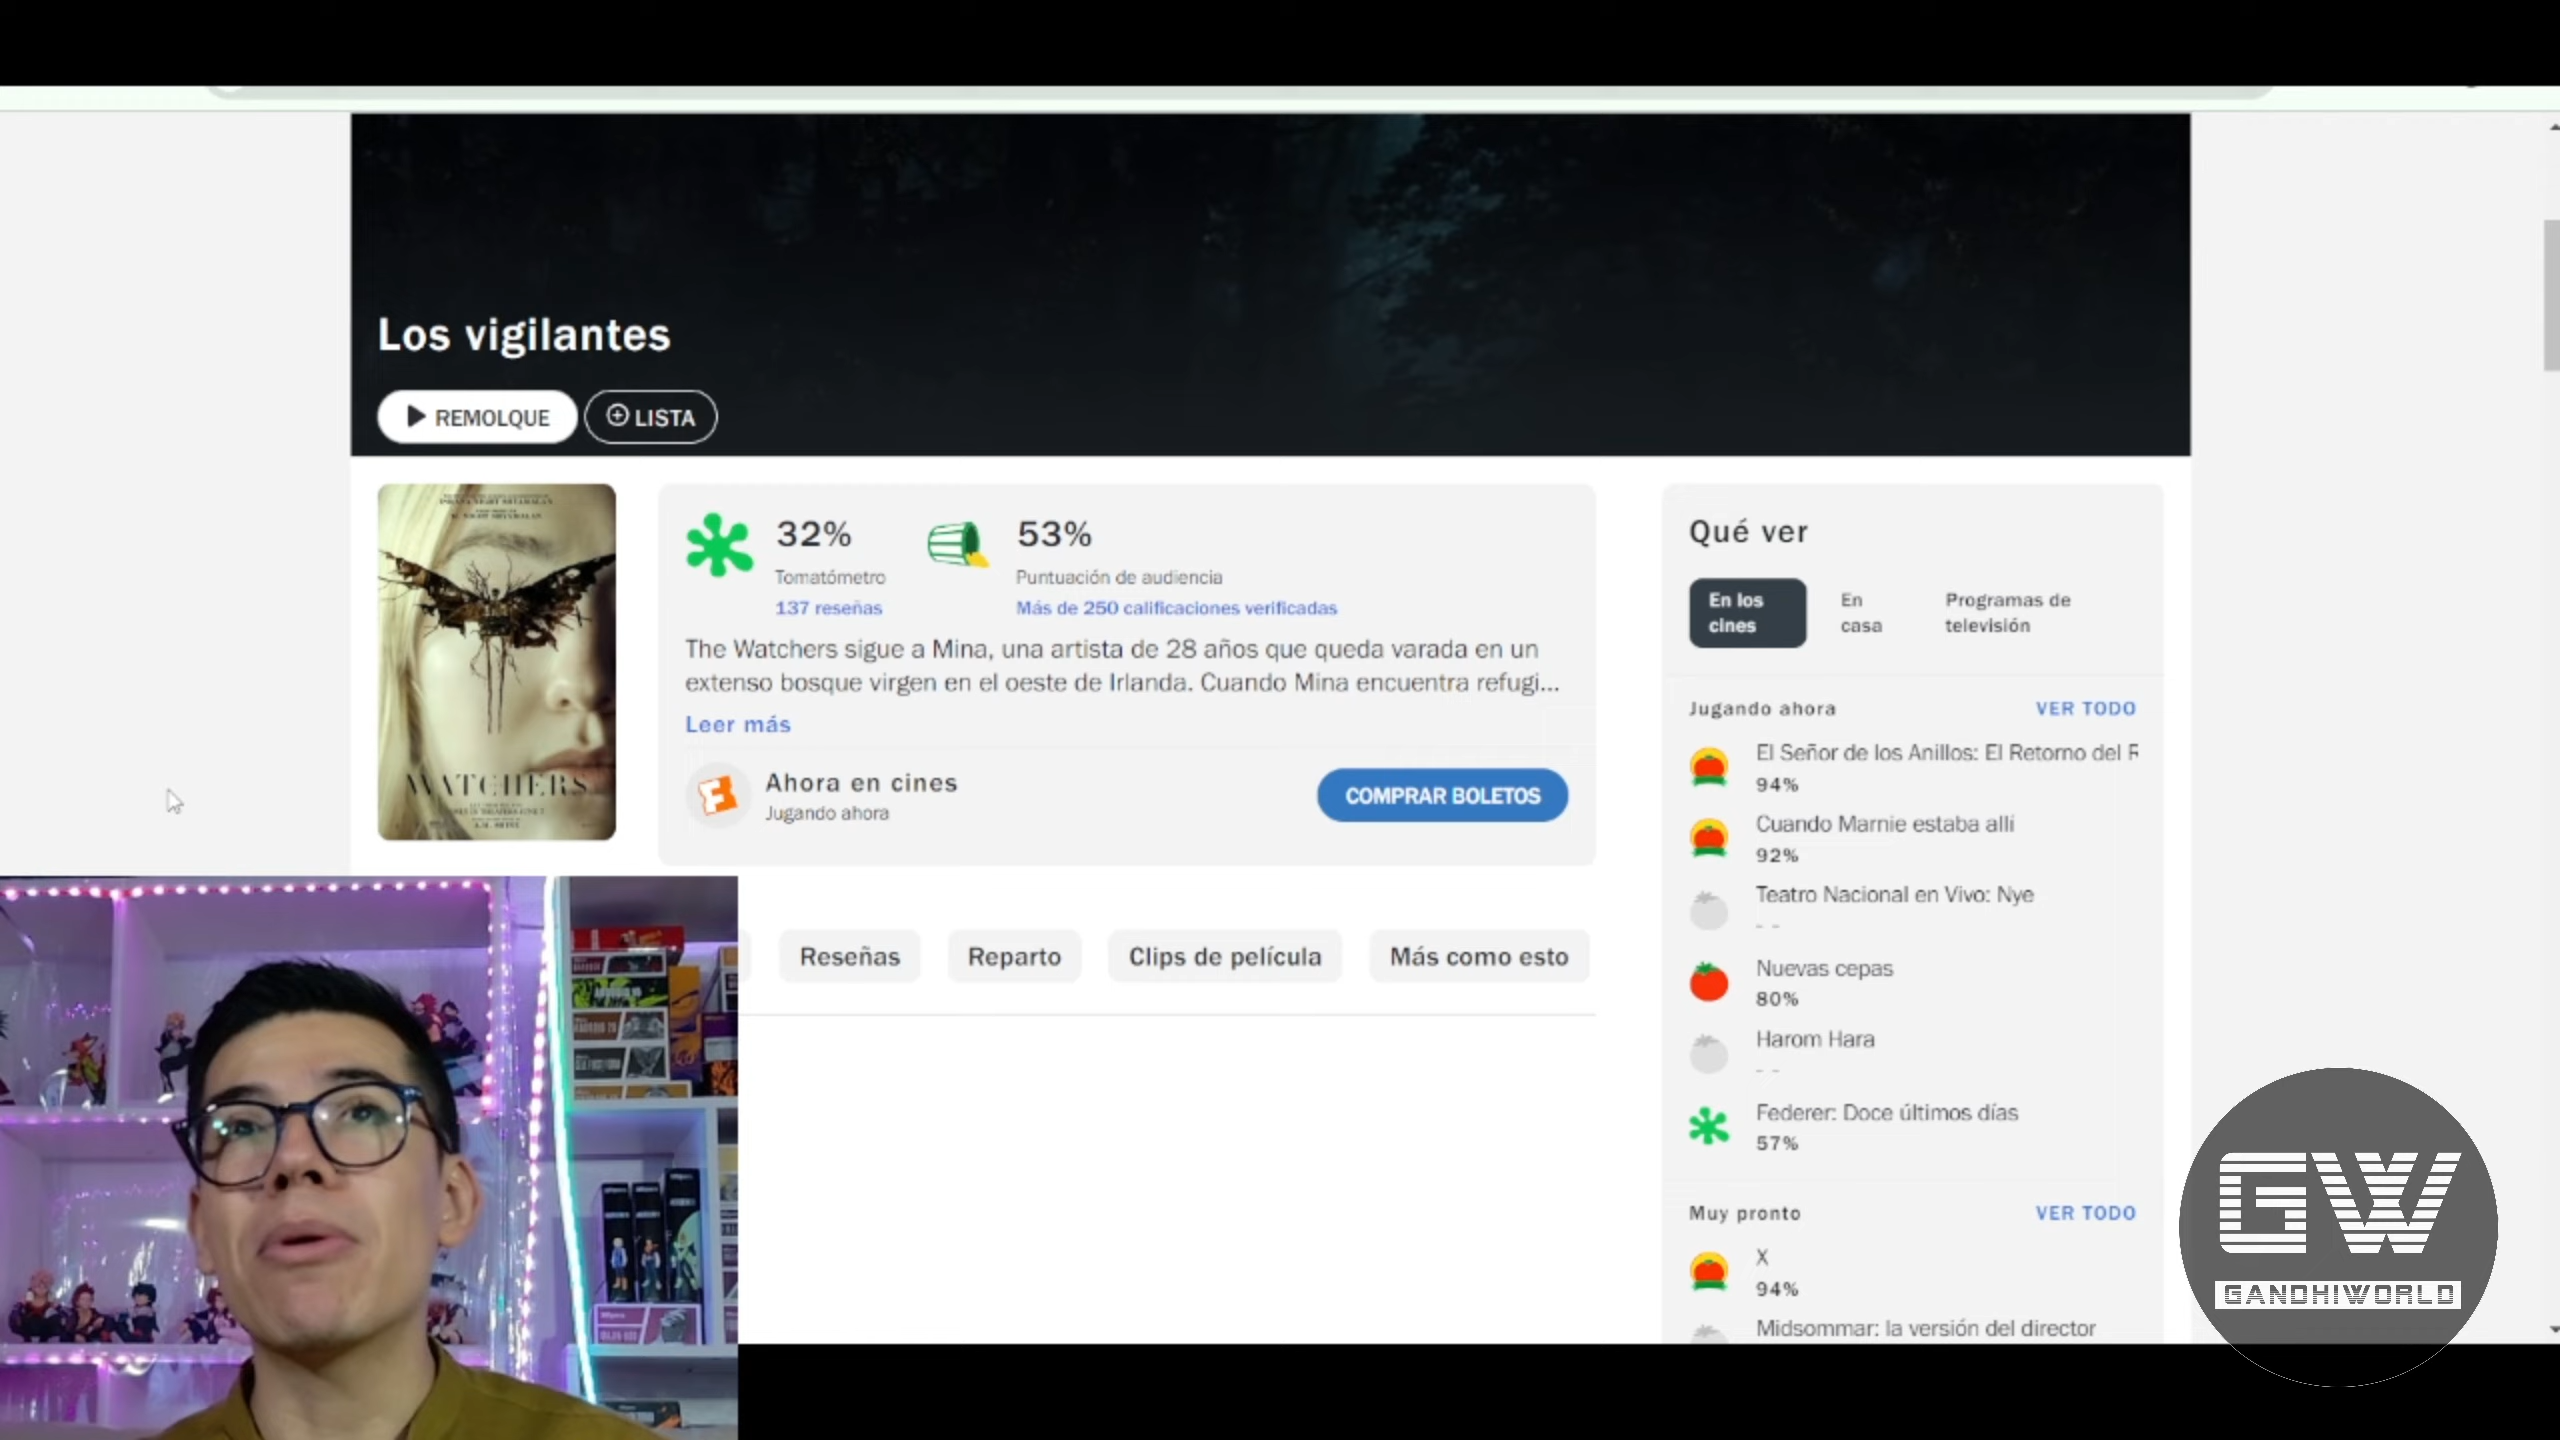 Los vigilantes
REMOLQUE
LISTA
WATCHERS
32%
Tomatómetro
137 reseñas
53%
Puntuación de audiencia
Más de 250 calificaciones verificadas
The Watchers sigue a Mina, una artista de 28 años que queda varada en un
extenso bosque virgen en el oeste de Irlanda. Cuando Mina encuentra refugi...
Leer más
Ahora en cines
Jugando ahora
COMPRAR BOLETOS
Reseñas
Reparto
Clips de película
Más como esto
Qué ver
En los
cines
En
casa
Programas de
televisión
Jugando ahora
VER TODO
El Señor de los Anillos: El Retorno del R
94%
Cuando Marnie estaba allí
92%
Teatro Nacional en Vivo: Nye
- -
Nuevas cepas
80%
Harom Hara
- -
Federer: Doce últimos días
57%
Muy pronto
VER TODO
X
94%
Midsommar: la versión del director
GW
GANDHIWORLD